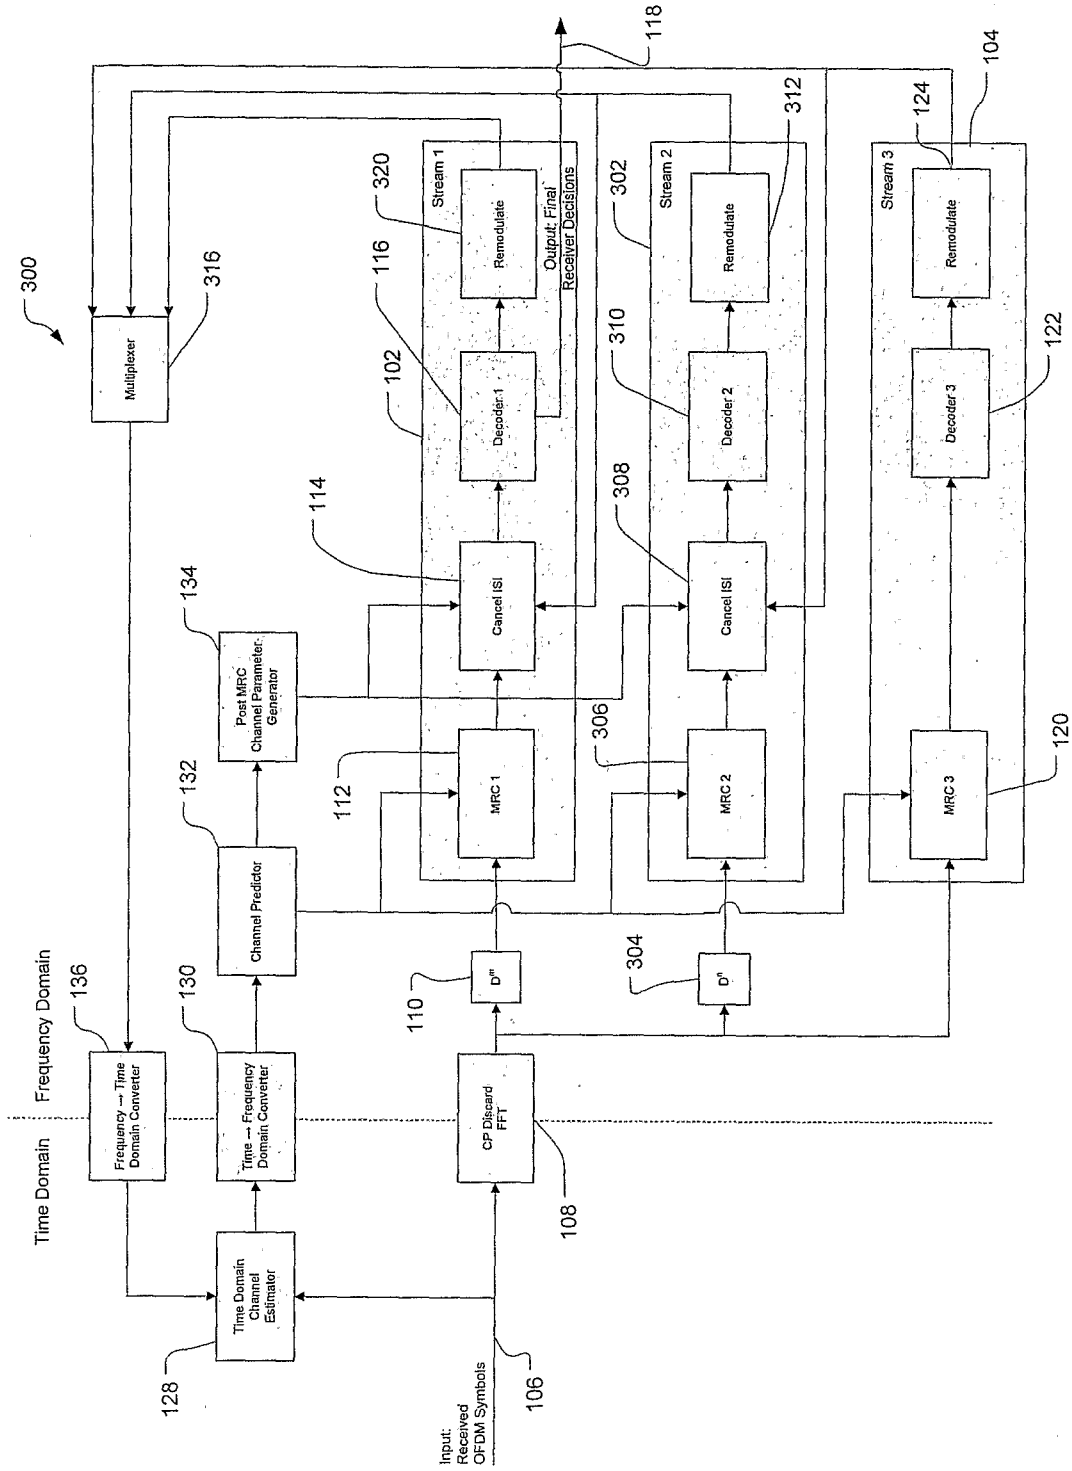 Time Domain
Frequency Domain
300
Multiplexer
316
136
Frequency → Time
Domain Converter
128
Time Domain
Channel
Estimator
130
Time → Frequency
Domain Converter
132
Channel Predictor
134
Post MRC
Channel Parameter
Generator
Input:
Received
OFDM Symbols
106
108
CP Discard
FFT
110
D^m
102
Stream 1
112
MRC 1
114
Cancel ISI
116
Decoder 1
320
Remodulate
Output: Final
Receiver Decisions
118
304
D^n
302
Stream 2
306
MRC 2
308
Cancel ISI
310
Decoder 2
Remodulate
312
104
Stream 3
MRC 3
120
Decoder 3
122
Remodulate
124